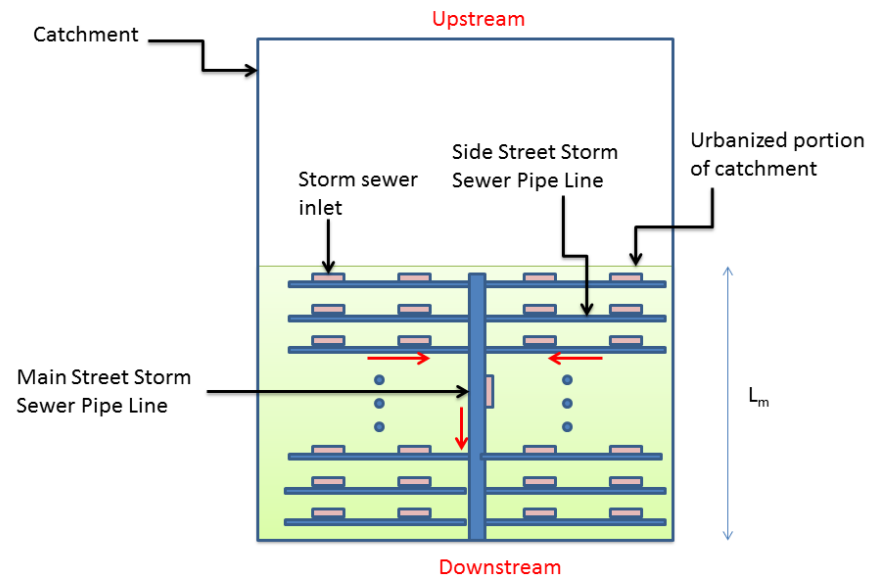 Upstream
Catchment
Side Street Storm
Sewer Pipe Line
Urbanized portion
of catchment
Storm sewer
inlet
Main Street Storm
Sewer Pipe Line
Lm
Downstream